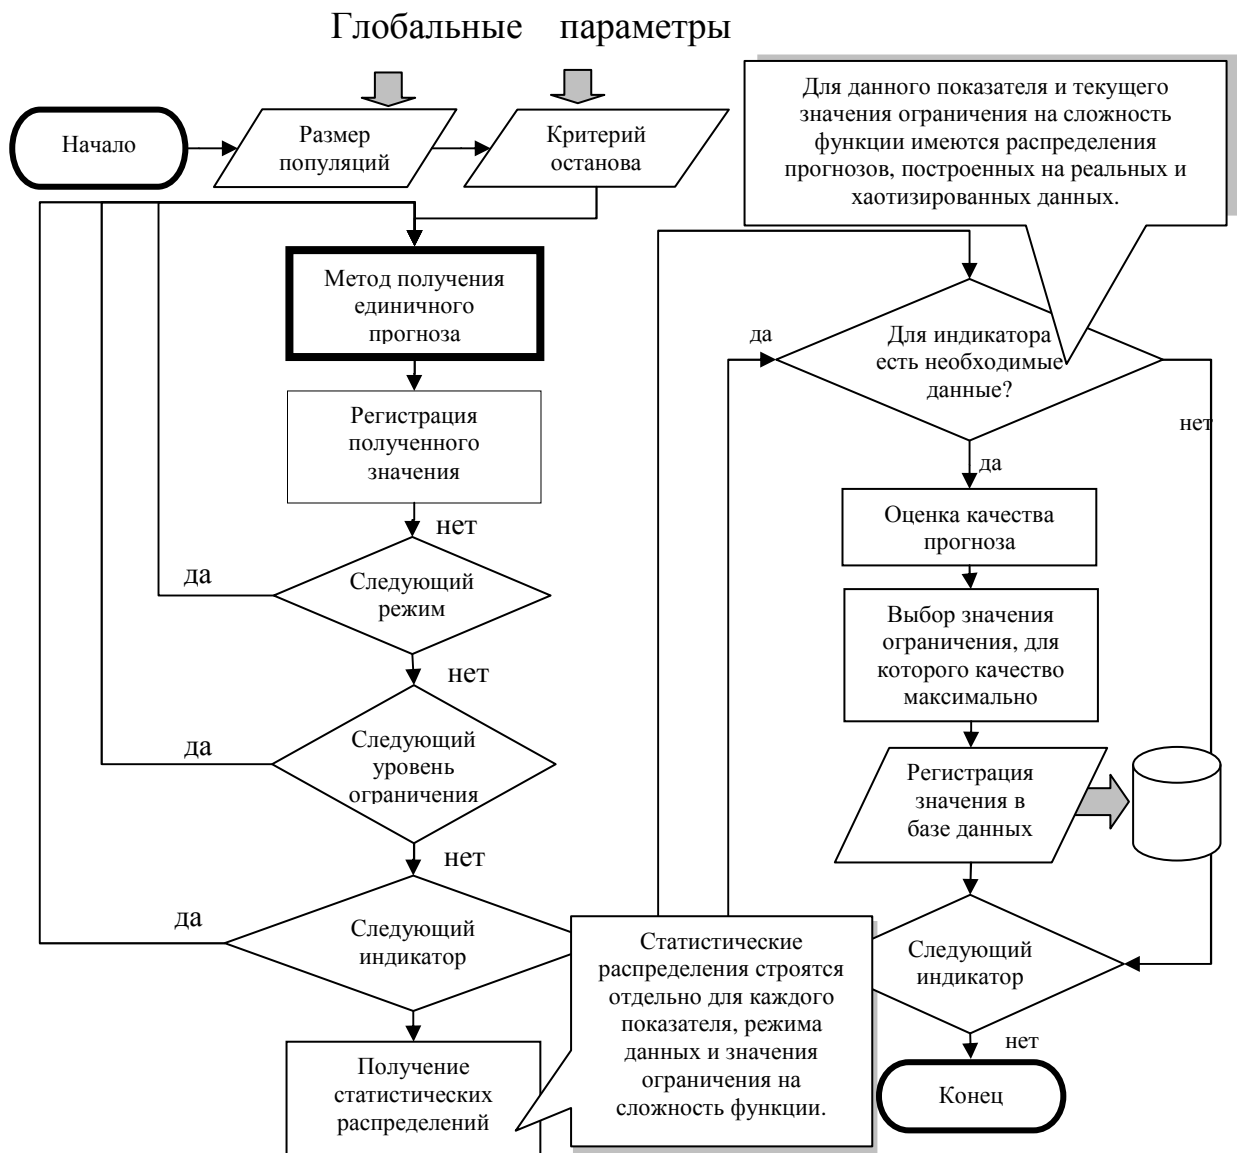 Глобальные параметры
Начало
Размер
популяций
Критерий
останова
Для данного показателя и текущего
значения ограничения на сложность
функции имеются распределения
прогнозов, построенных на реальных и
хаотизированных данных.
Метод получения
единичного
прогноза
Регистрация
полученного
значения
нет
Следующий
режим
да
нет
Следующий
уровень
ограничения
да
нет
Следующий
индикатор
да
Получение
статистических
распределений
Статистические
распределения строятся
отдельно для каждого
показателя, режима
данных и значения
ограничения на
сложность функции.
да
Для индикатора
есть необходимые
данные?
нет
да
Оценка качества
прогноза
Выбор значения
ограничения, для
которого качество
максимально
Регистрация
значения в
базе данных
Следующий
индикатор
нет
Конец